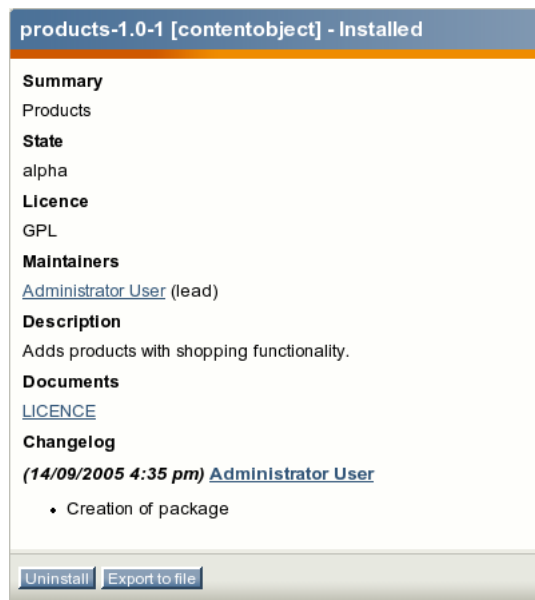 products-1.0-1 [contentobject] - Installed
Summary
Products
State
alpha
Licence
GPL
Maintainers
Administrator User (lead)
Description
Adds products with shopping functionality.
Documents
LICENCE
Changelog
(14/09/2005 4:35 pm) Administrator User
• Creation of package
Uninstall Export to file